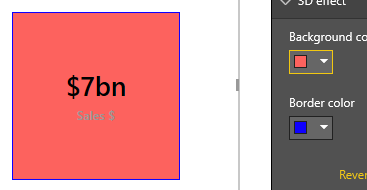 $7bn
Sales $
3D effect
Background co
Border color
Rever